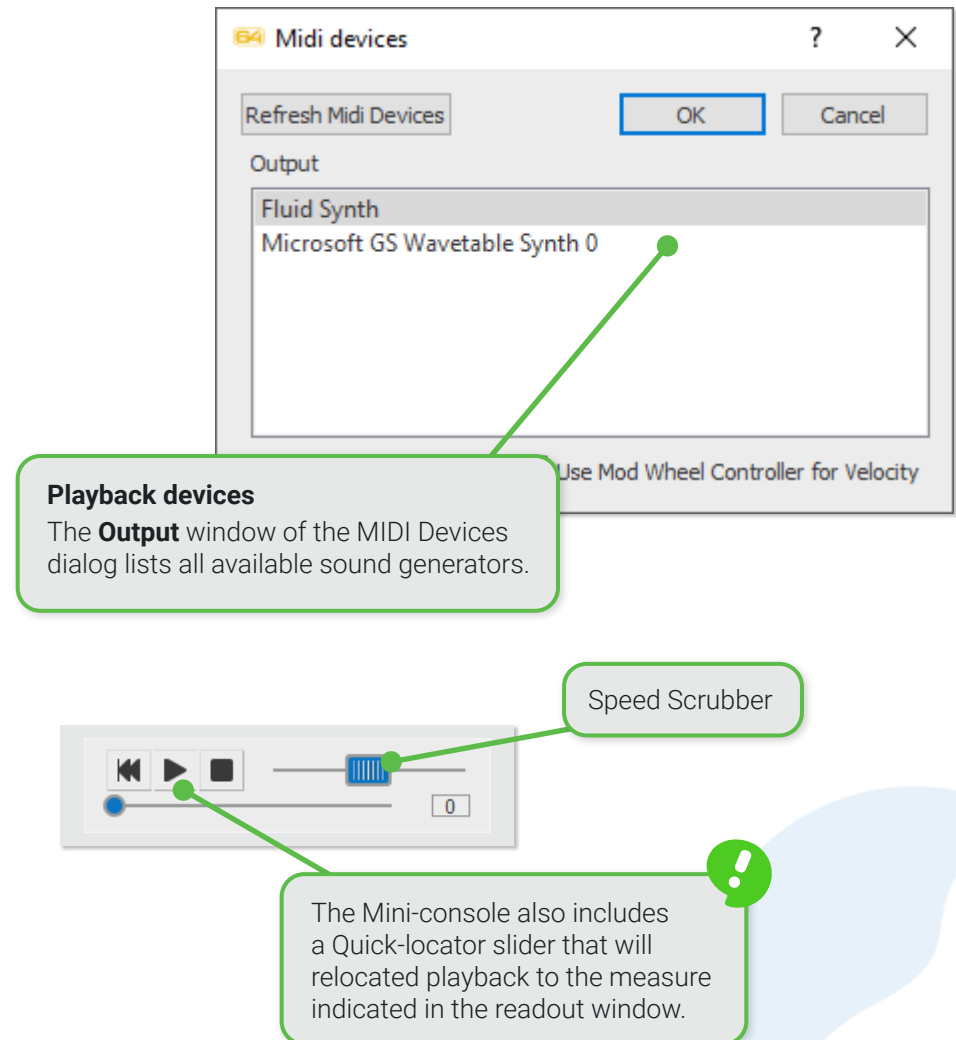 64 Midi devices ?
Refresh Midi Devices OK Cancel
Output
Fluid Synth
Microsoft GS Wavetable Synth 0
Use Mod Wheel Controller for Velocity
Playback devices
The Output window of the MIDI Devices
dialog lists all available sound generators.
Speed Scrubber
0
!
The Mini-console also includes
a Quick-locator slider that will
relocated playback to the measure
indicated in the readout window.